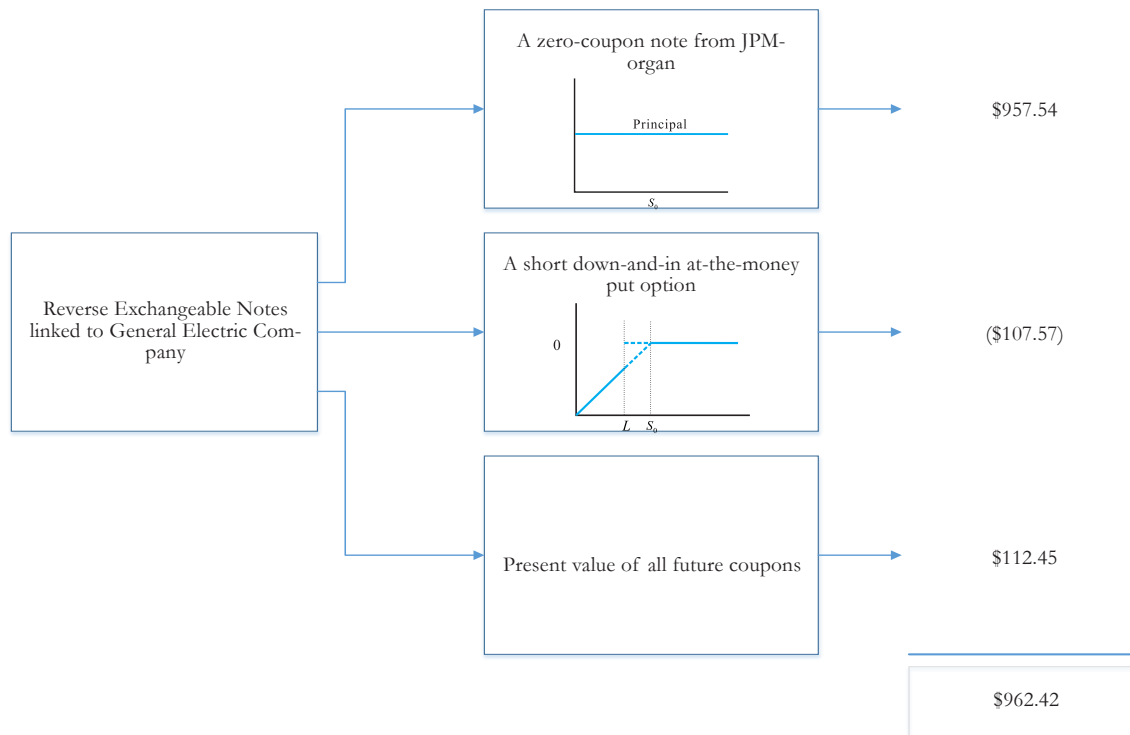 A zero-coupon note from JPM-
organ
Principal
S₀
$957.54
Reverse Exchangeable Notes
linked to General Electric Com-
pany
A short down-and-in at-the-money
put option
0
L S₀
($107.57)
Present value of all future coupons
$112.45
$962.42